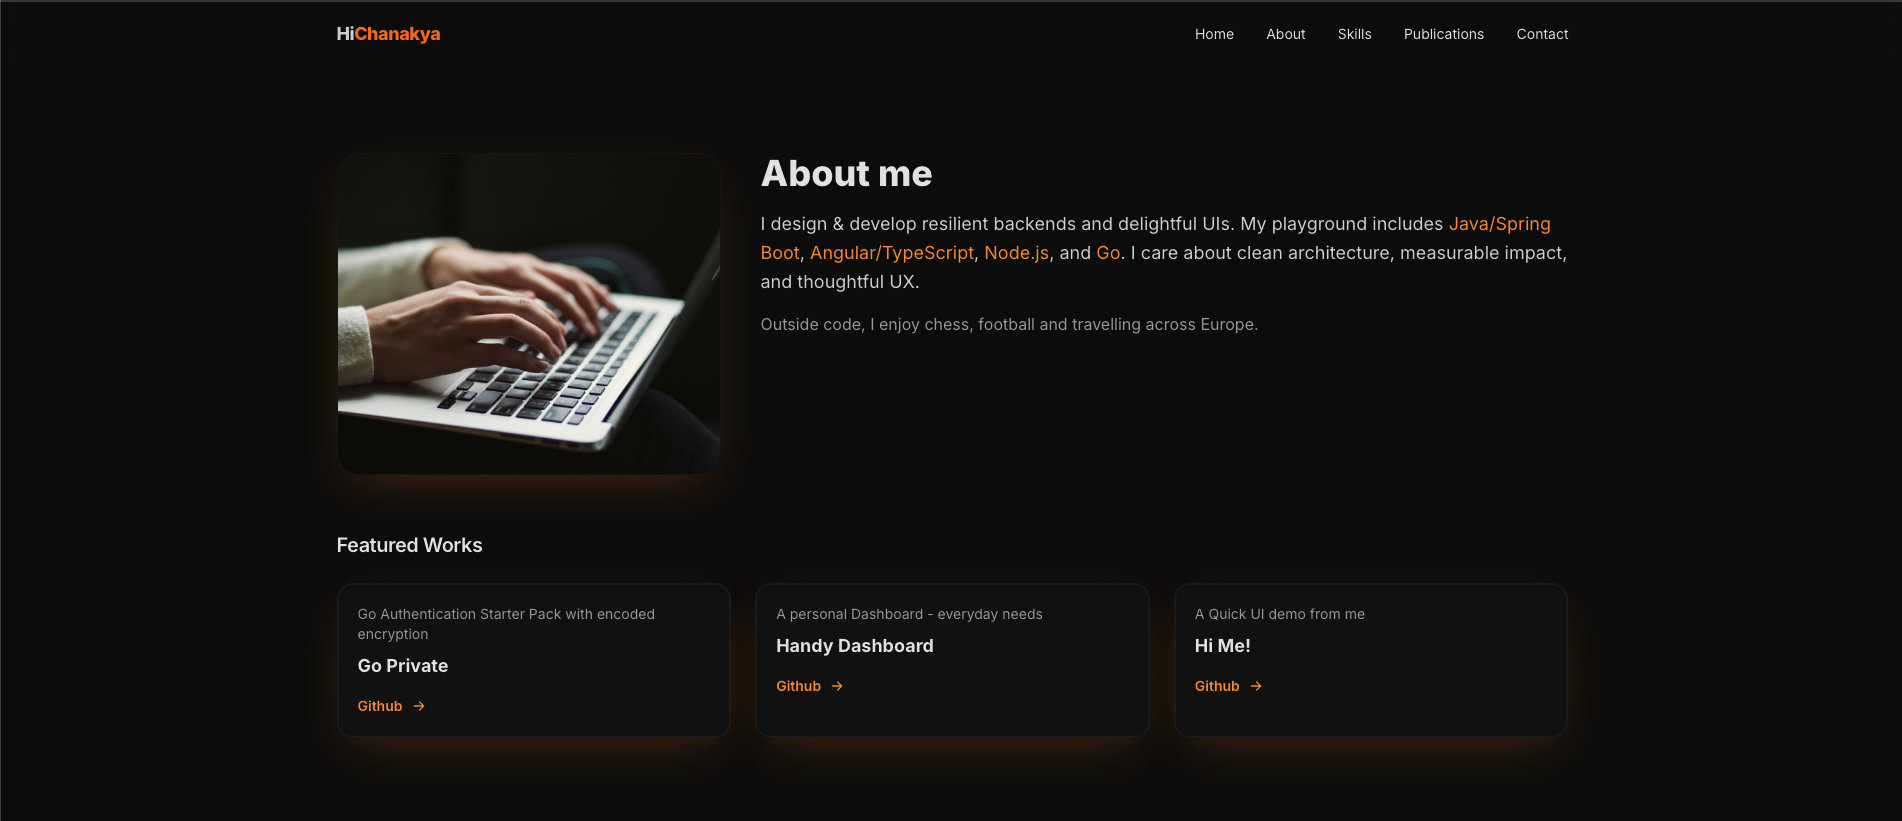 HiChanakya
Home About Skills Publications Contact
About me
I design & develop resilient backends and delightful UIs. My playground includes Java/Spring
Boot, Angular/TypeScript, Node.js, and Go. I care about clean architecture, measurable impact,
and thoughtful UX.
Outside code, I enjoy chess, football and travelling across Europe.
Featured Works
Go Authentication Starter Pack with encoded
encryption
Go Private
Github →
A personal Dashboard - everyday needs
Handy Dashboard
Github →
A Quick UI demo from me
Hi Me!
Github →